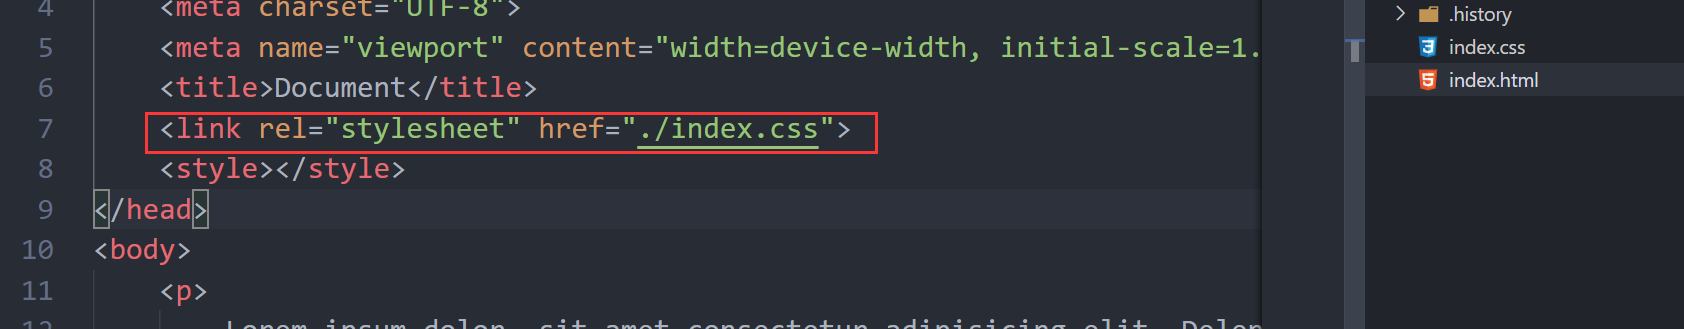 4 <meta charset="UTF-8">
5 <meta name="viewport" content="width=device-width, initial-scale=1.
6 <title>Document</title>
7 <link rel="stylesheet" href="./index.css">
8 <style></style>
9 </head>
10 <body>
11 <p>
12 Lorem ipsum dolor, sit amet consectetur adipisicing elit. Dolor
.history
index.css
index.html